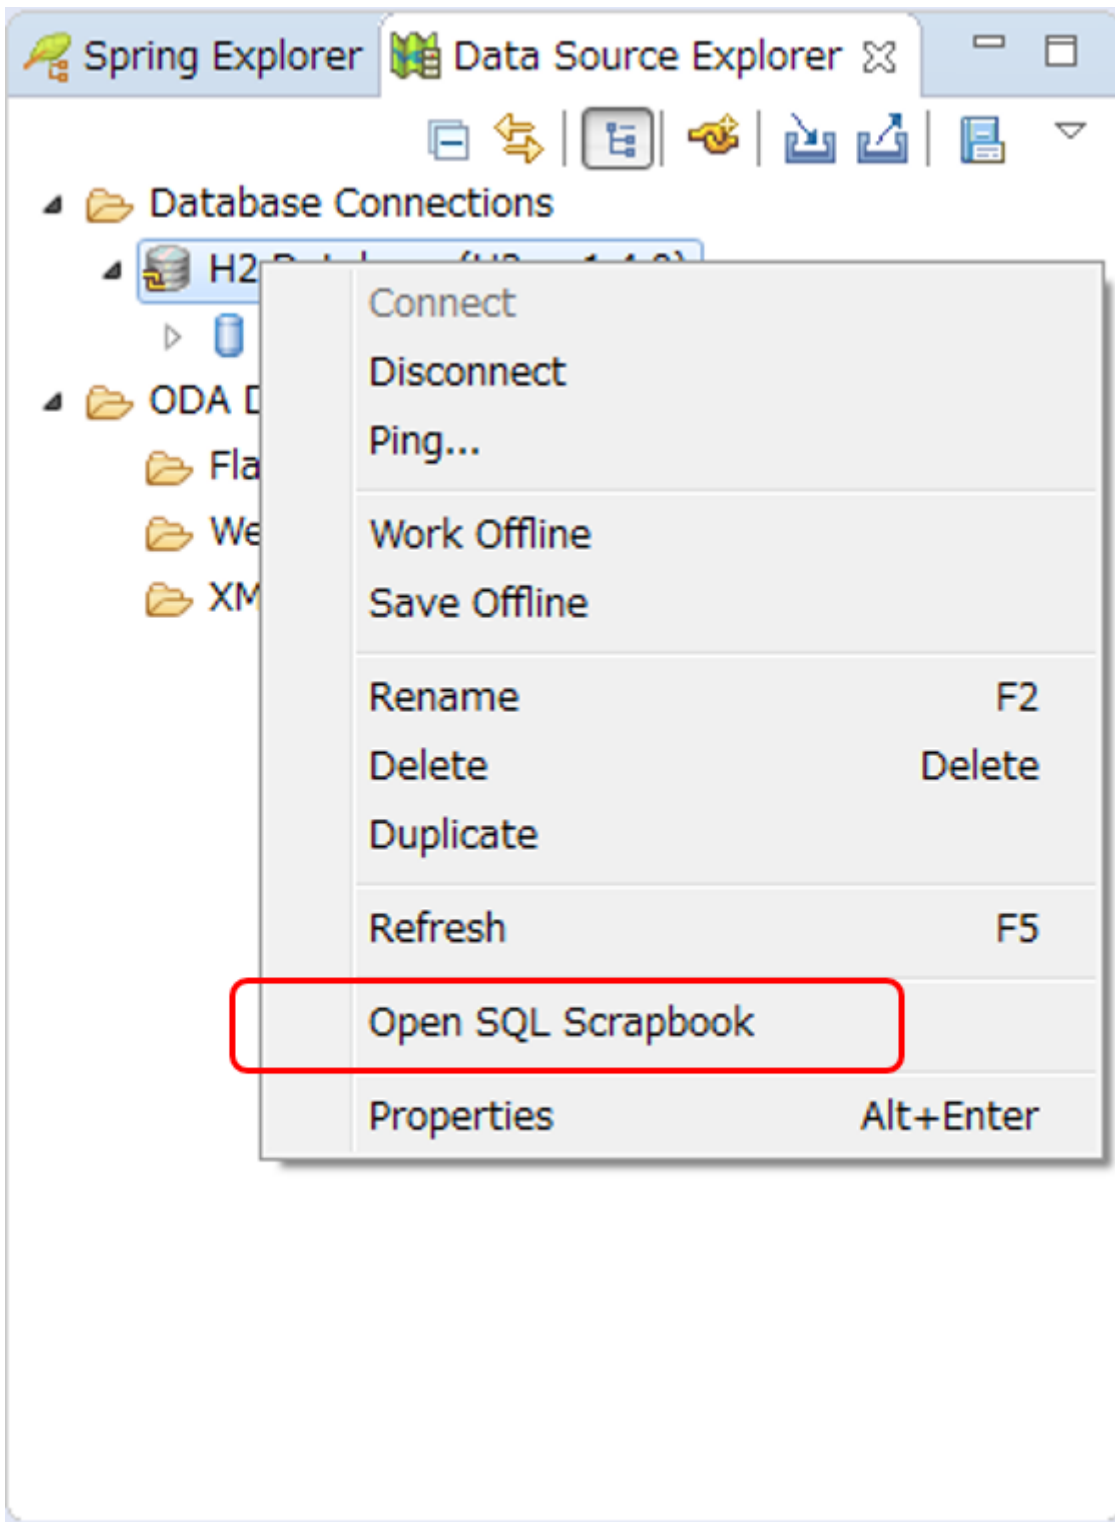 Spring Explorer Data Source Explorer
Database Connections
H2
ODA
Connect
Disconnect
Ping...
Work Offline
Save Offline
Rename F2
Delete Delete
Duplicate
Refresh F5
Open SQL Scrapbook
Properties Alt+Enter